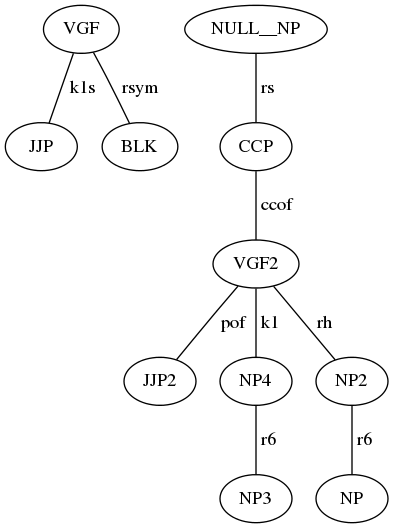 VGF NULL__NP
k1s rsym rs
JJP BLK CCP
ccof
VGF2
pof k1 rh
JJP2 NP4 NP2
r6 r6
NP3 NP